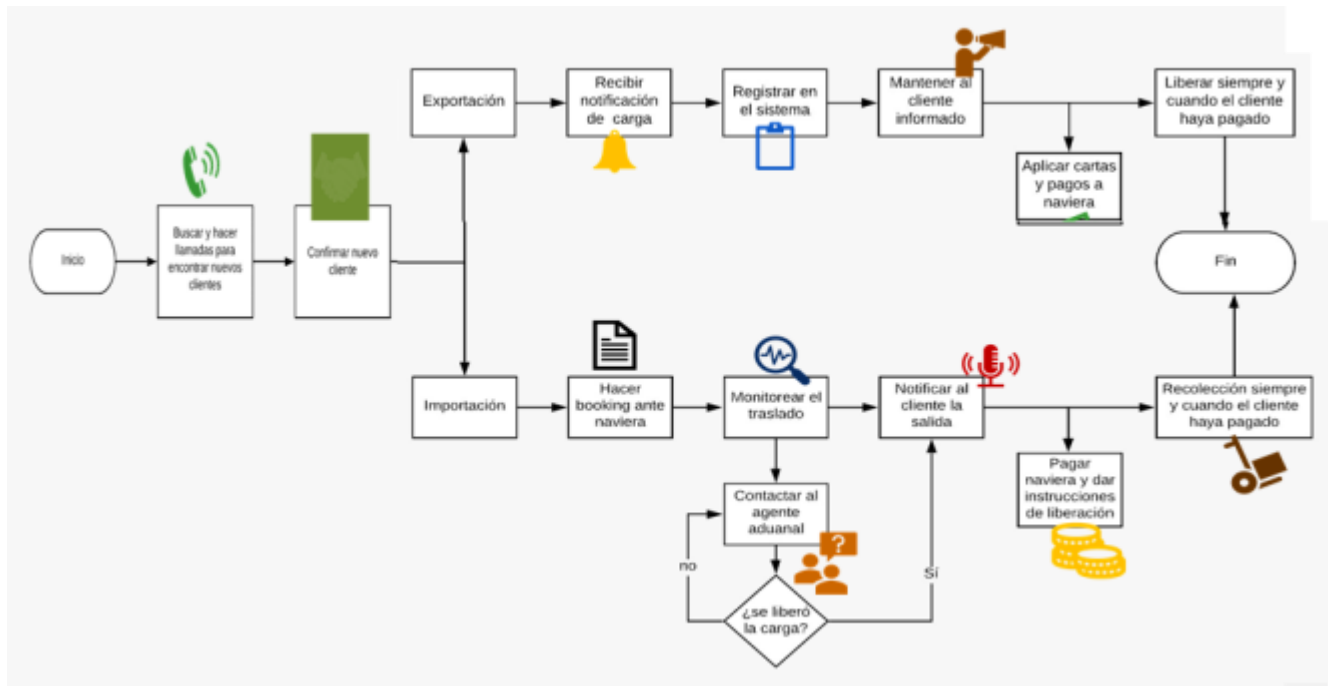 Inicio
Buscar y hacer
llamadas para
encontrar nuevos
clientes
Confirmar nuevo
cliente
Exportación
Recibir
notificación
de carga
Registrar en
el sistema
Mantener al
cliente
informado
Aplicar cartas
y pagos a
naviera
Liberar siempre y
cuando el cliente
haya pagado
Fin
Importación
Hacer
booking ante
naviera
Monitorear el
traslado
Contactar al
agente
aduanal
?
¿se liberó
la carga?
no
Sí
Notificar al
cliente la
salida
Pagar
naviera y dar
instrucciones
de liberación
Recolección siempre
y cuando el cliente
haya pagado